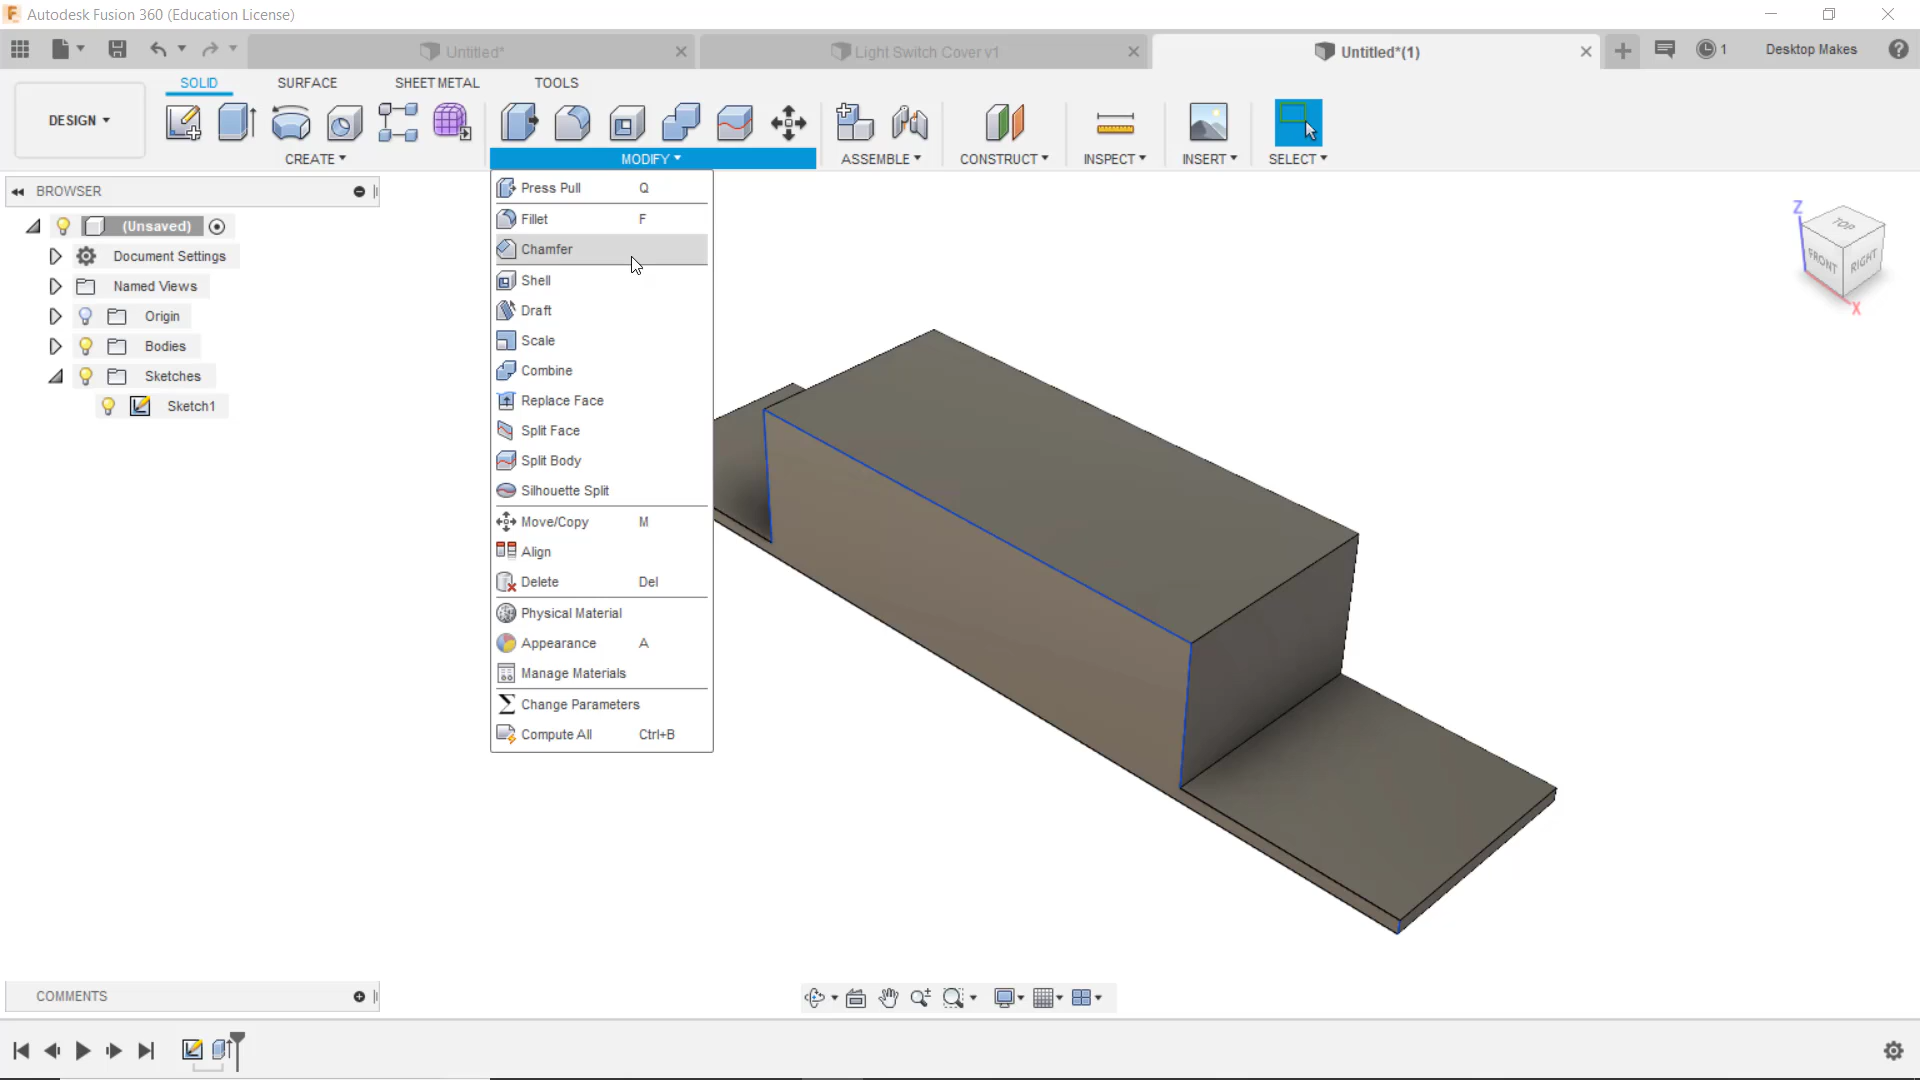 Autodesk Fusion 360 (Education License)
Untitled*
Light Switch Cover v1
Untitled*(1)
1
Desktop Makes
DESIGN
SOLID
SURFACE
SHEET METAL
TOOLS
CREATE
MODIFY
ASSEMBLE
CONSTRUCT
INSPECT
INSERT
SELECT
BROWSER
(Unsaved)
Document Settings
Named Views
Origin
Bodies
Sketches
Sketch1
Press Pull Q
Fillet F
Chamfer
Shell
Draft
Scale
Combine
Replace Face
Split Face
Split Body
Silhouette Split
Move/Copy M
Align
Delete Del
Physical Material
Appearance A
Manage Materials
Change Parameters
Compute All Ctrl+B
Z
TOP
FRONT
RIGHT
X
COMMENTS